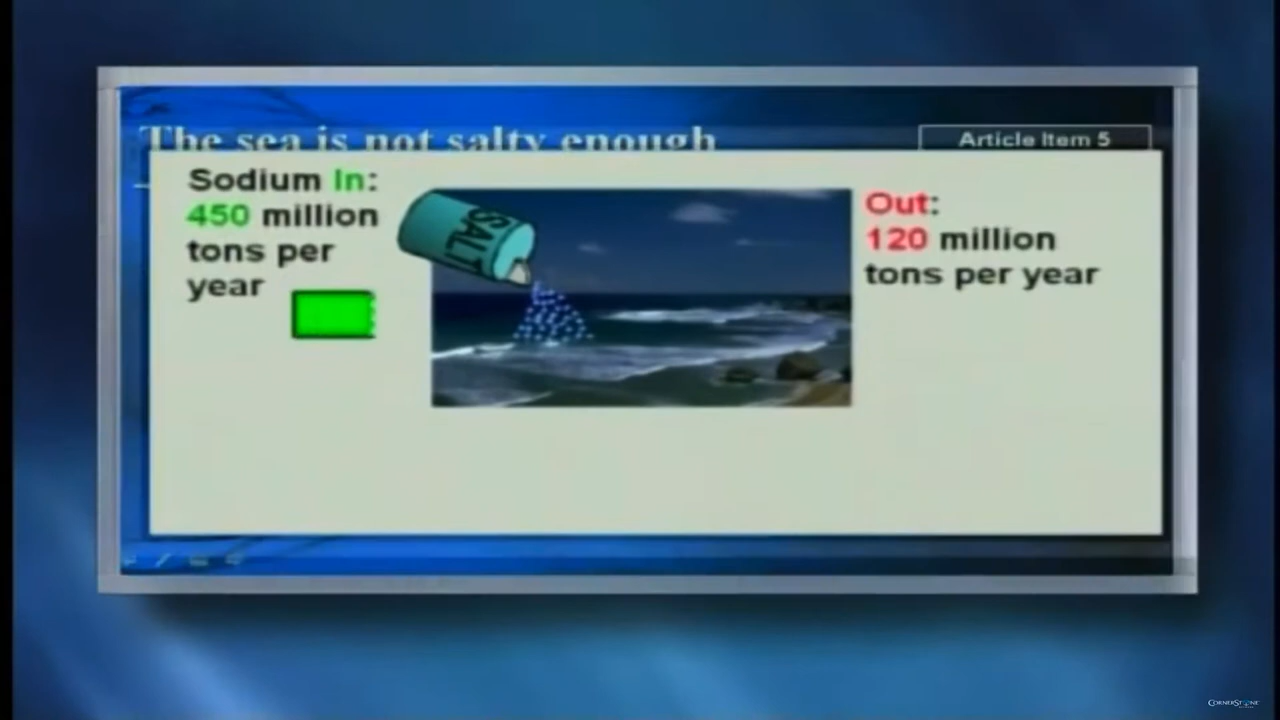 The sea is not salty enough
Article Item 5
Sodium In:
450 million
tons per
year
SALT
Out:
120 million
tons per year
CORNERSTONE